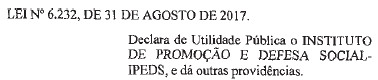 LEI Nº 6.232, DE 31 DE AGOSTO DE 2017.
Declara de Utilidade Pública o INSTITUTO
DE PROMOÇÃO E DEFESA SOCIAL-
IPEDS, e dá outras providências.